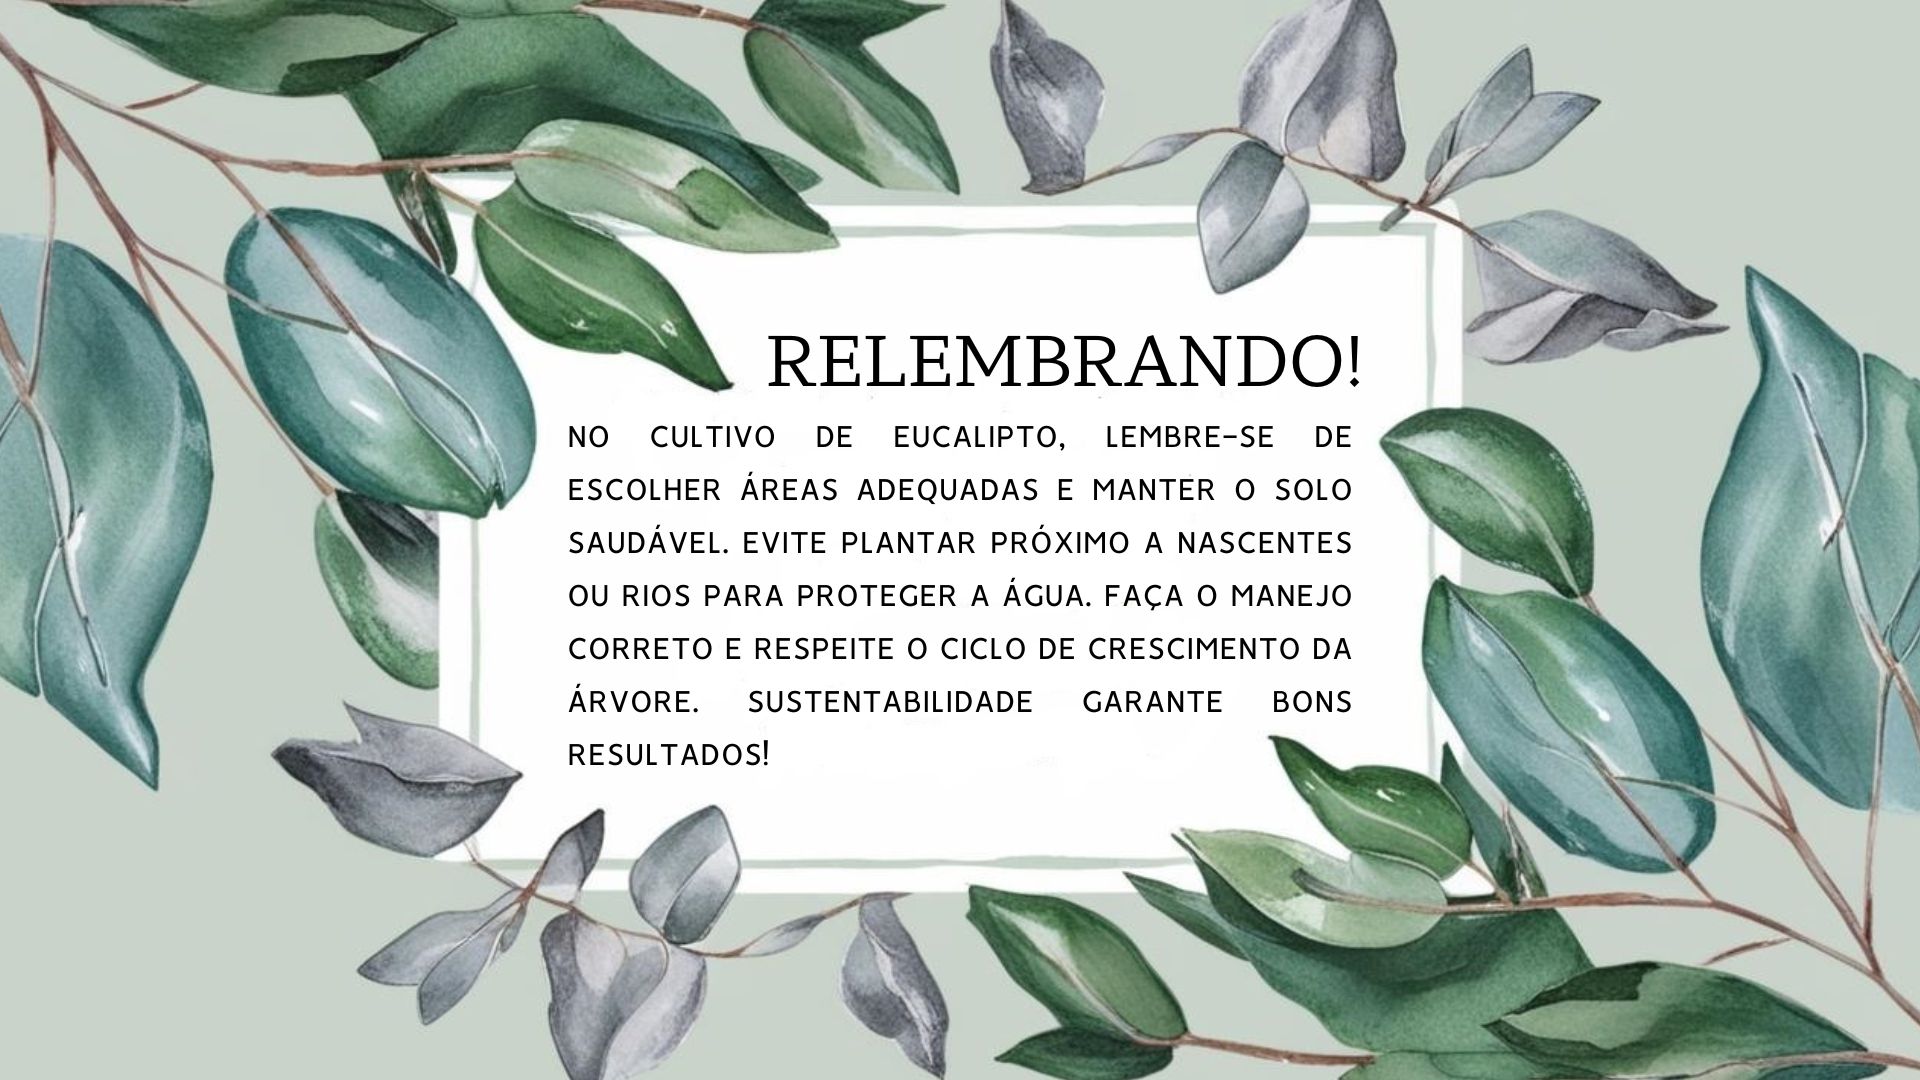 RELEMBRANDO!
NO CULTIVO DE EUCALIPTO, LEMBRE-SE DE
ESCOLHER ÁREAS ADEQUADAS E MANTER O SOLO
SAUDÁVEL. EVITE PLANTAR PRÓXIMO A NASCENTES
OU RIOS PARA PROTEGER A ÁGUA. FAÇA O MANEJO
CORRETO E RESPEITE O CICLO DE CRESCIMENTO DA
ÁRVORE. SUSTENTABILIDADE GARANTE BONS
RESULTADOS!